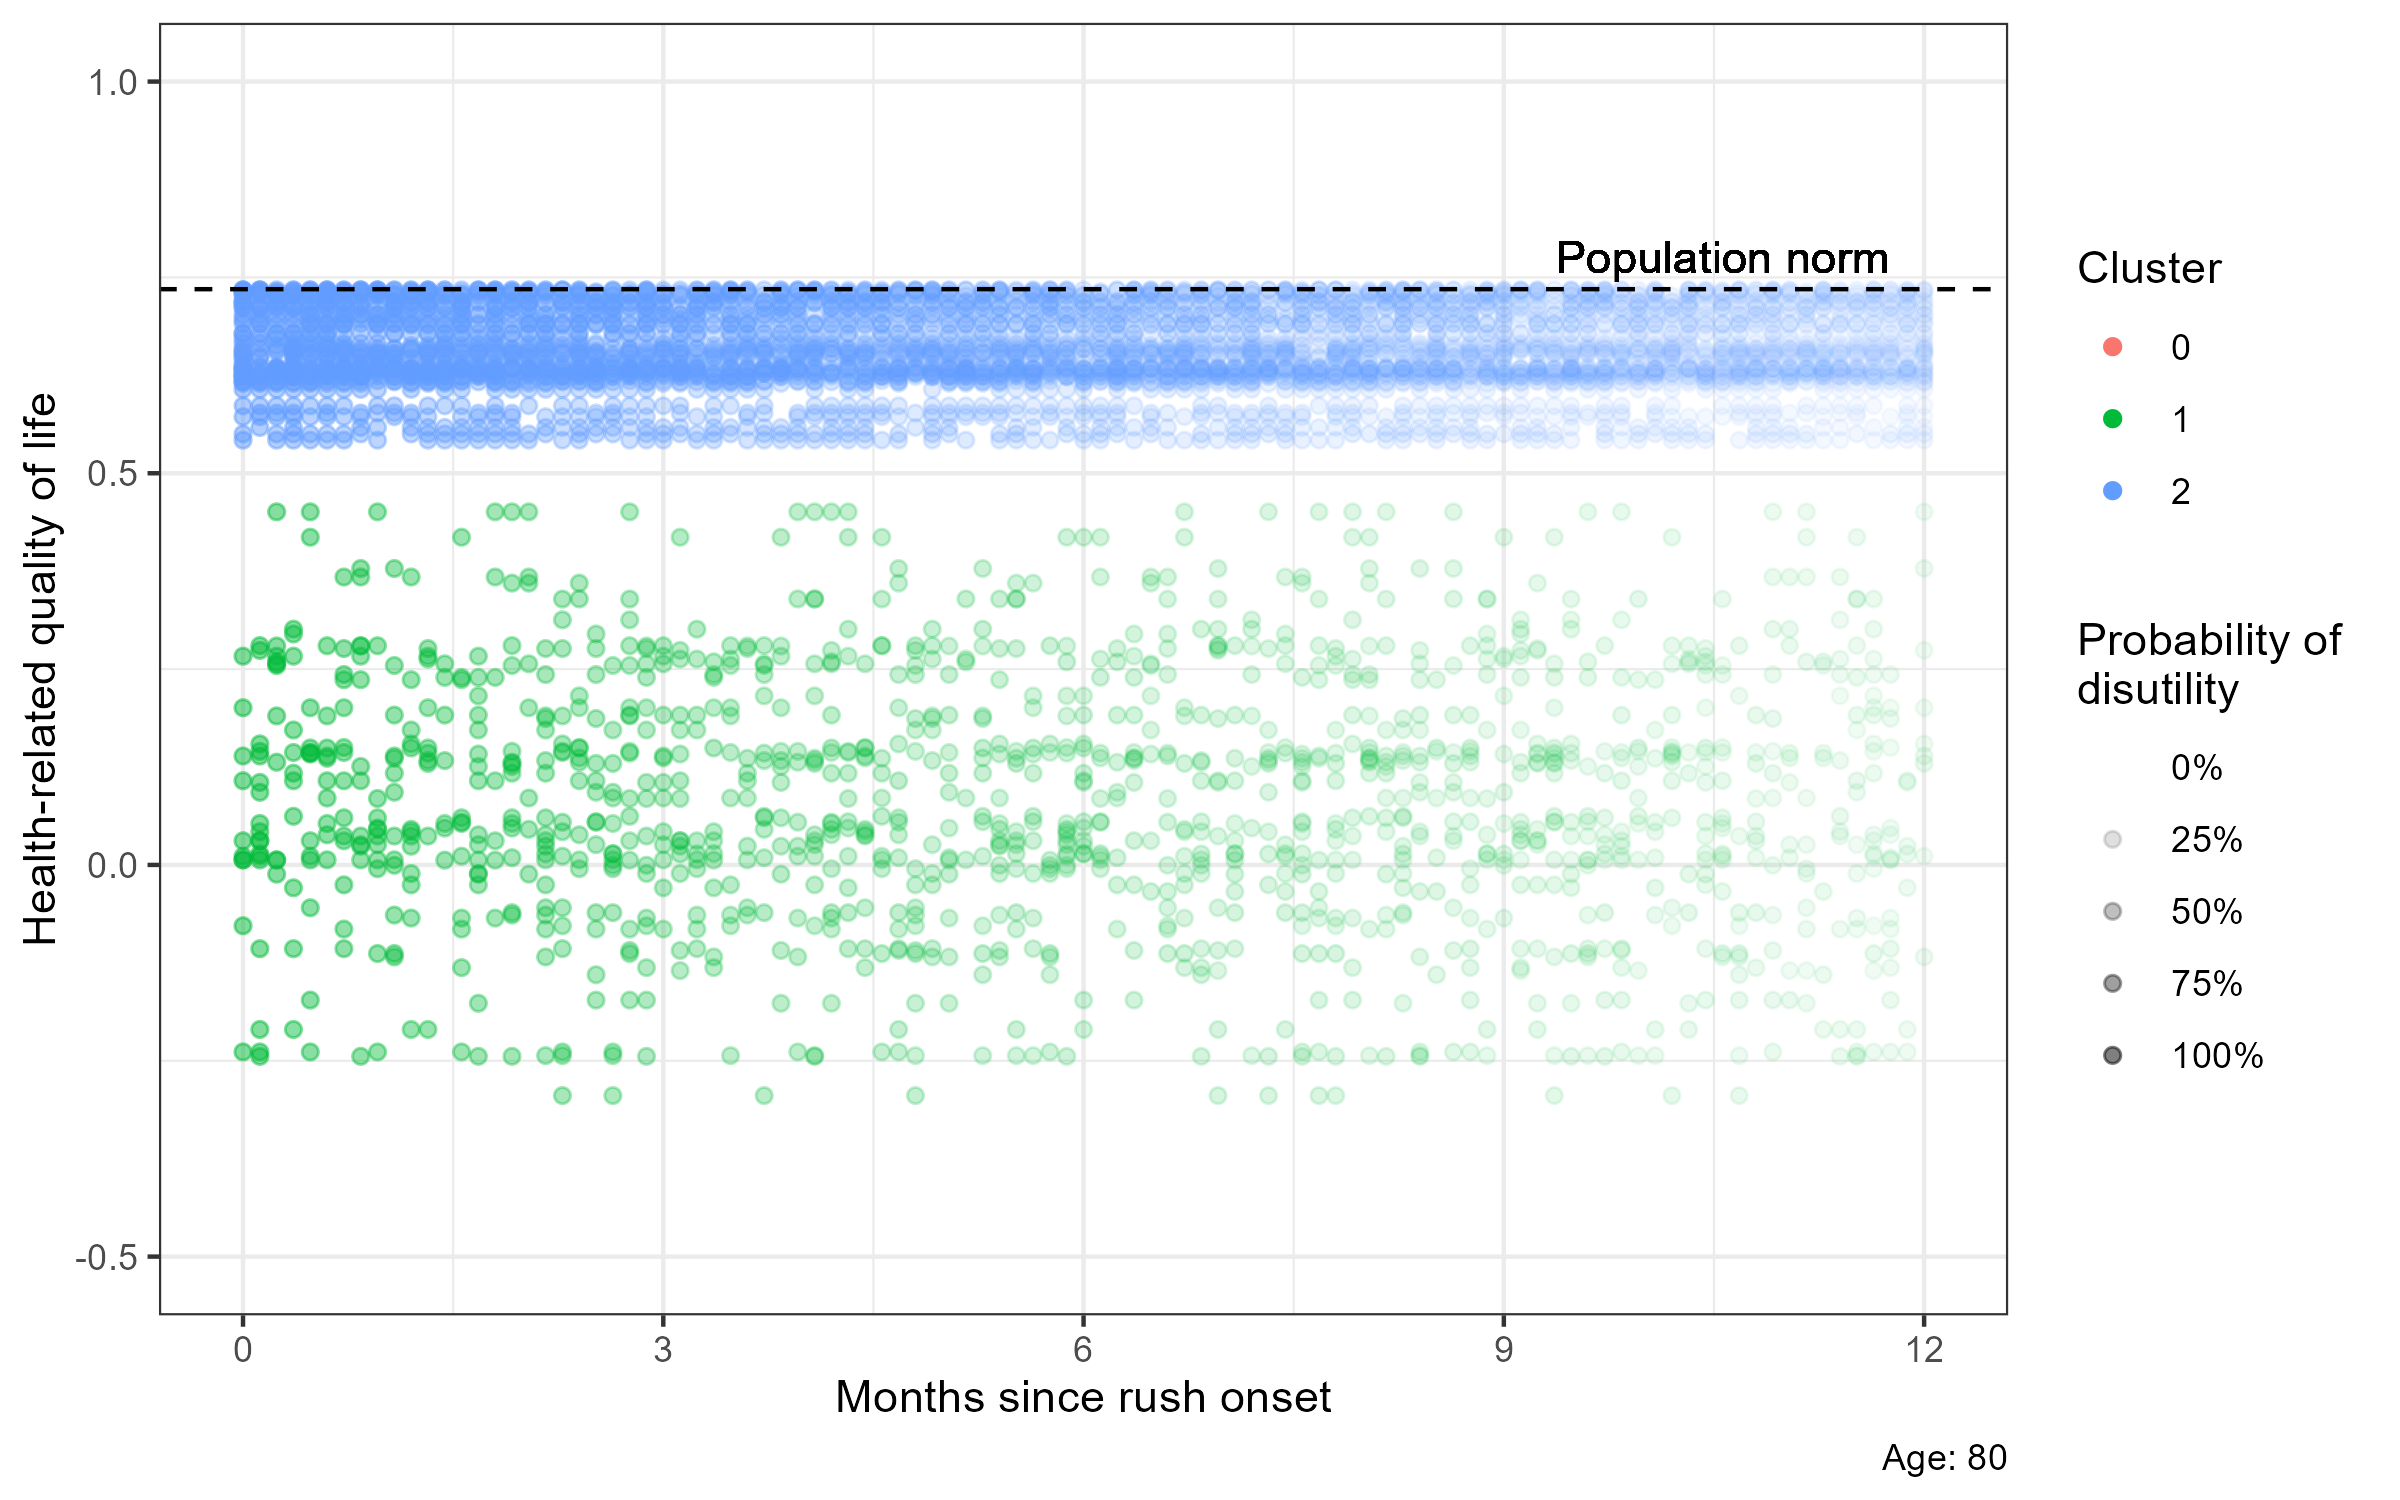 1.0
0.5
0.0
-0.5
Health-related quality of life
Population norm
0
3
6
9
12
Months since rush onset
Age: 80
Cluster
0
1
2
Probability of
disutility
0%
25%
50%
75%
100%